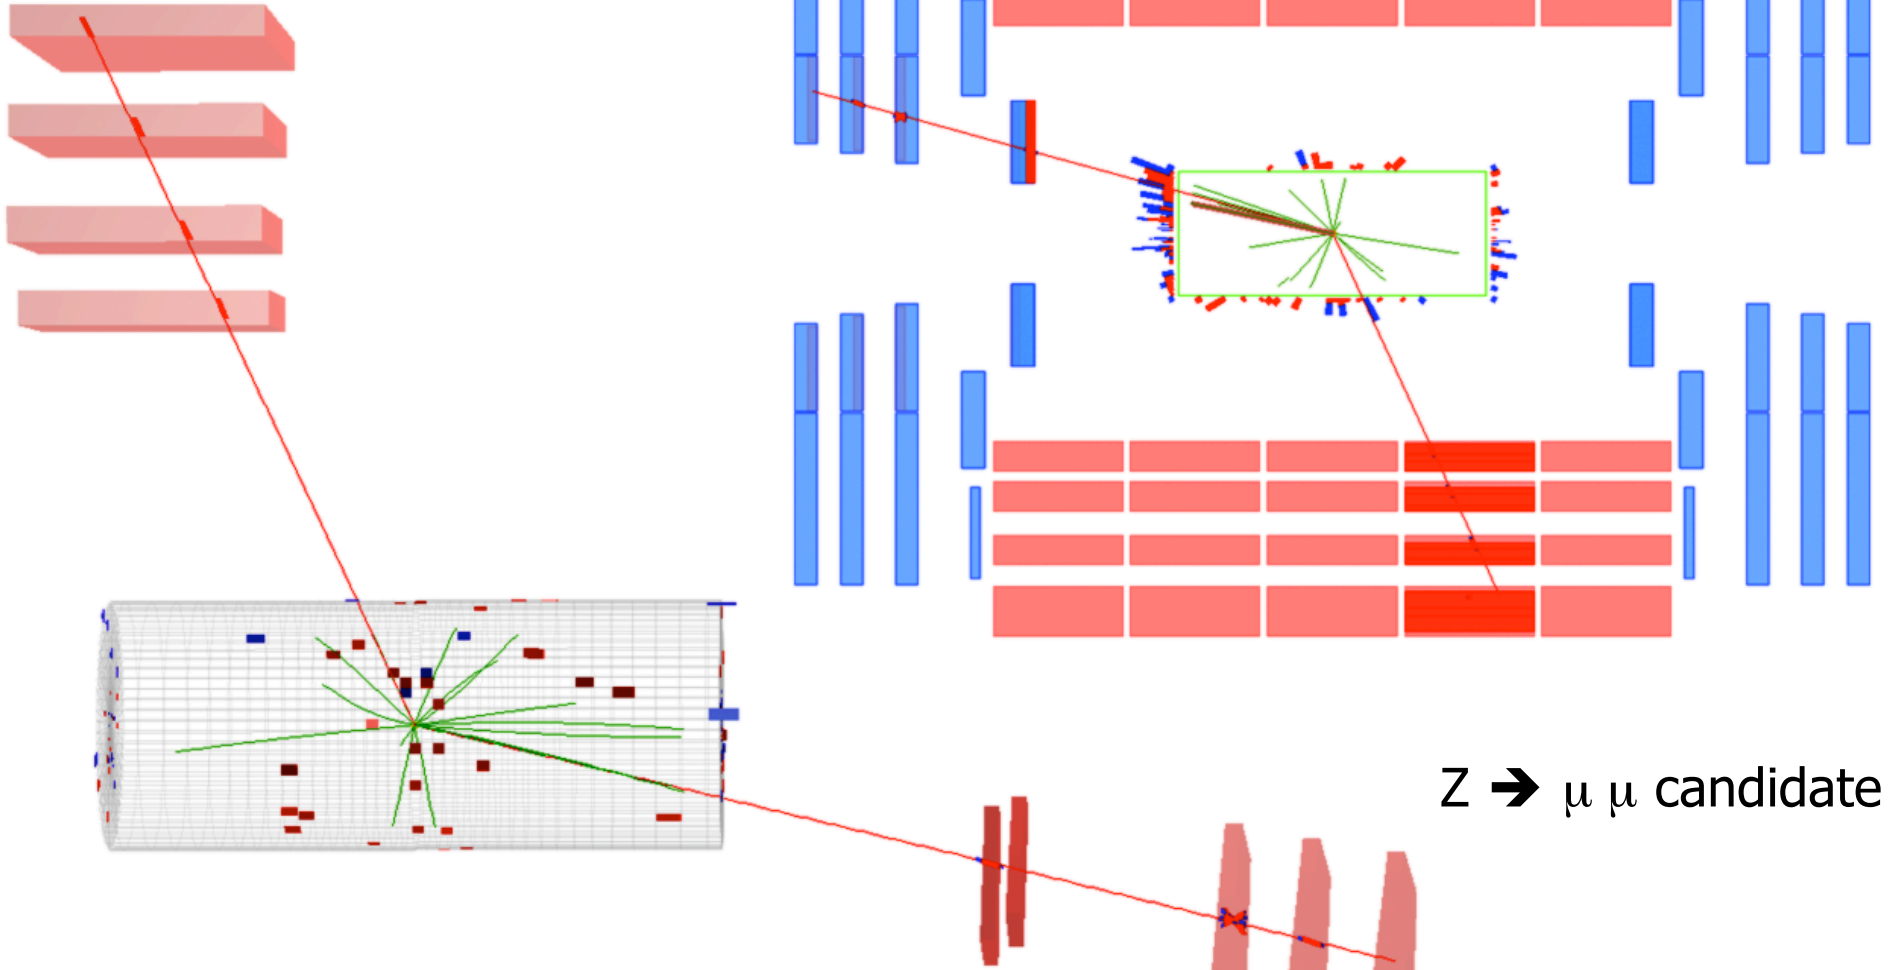 Z ➔ μ μ candidate